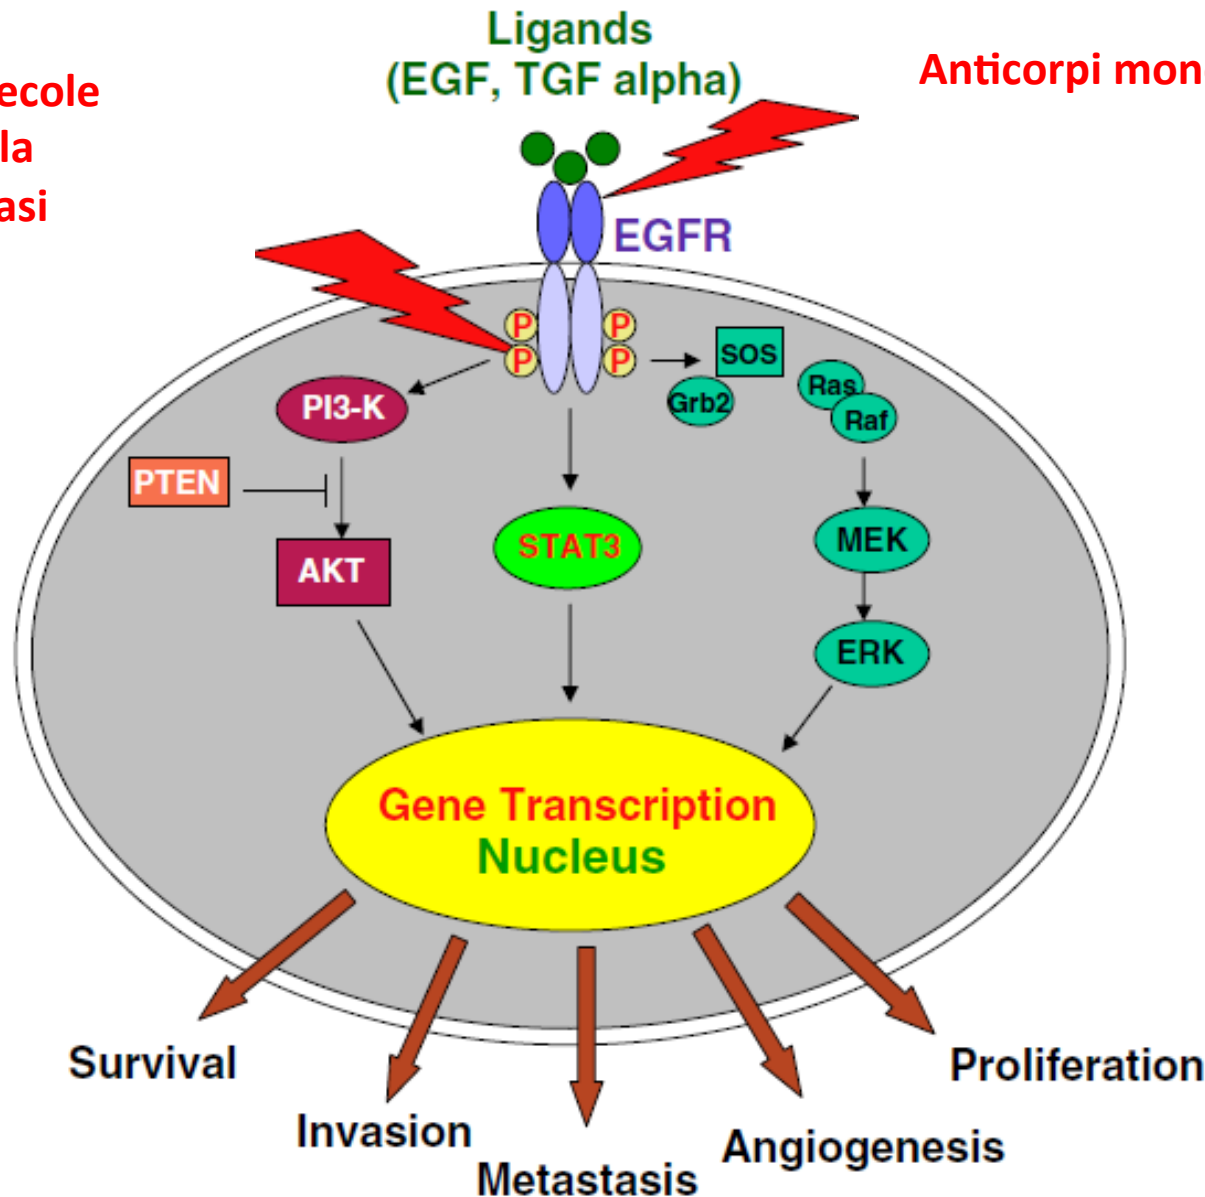 Ligands
(EGF, TGF alpha)
Anticorpi mon
ecole
la
asi
EGFR
P
P
P
P
SOS
Grb2
Ras
Raf
PI3-K
PTEN
MEK
STAT3
AKT
ERK
Gene Transcription
Nucleus
Survival
Proliferation
Invasion
Angiogenesis
Metastasis